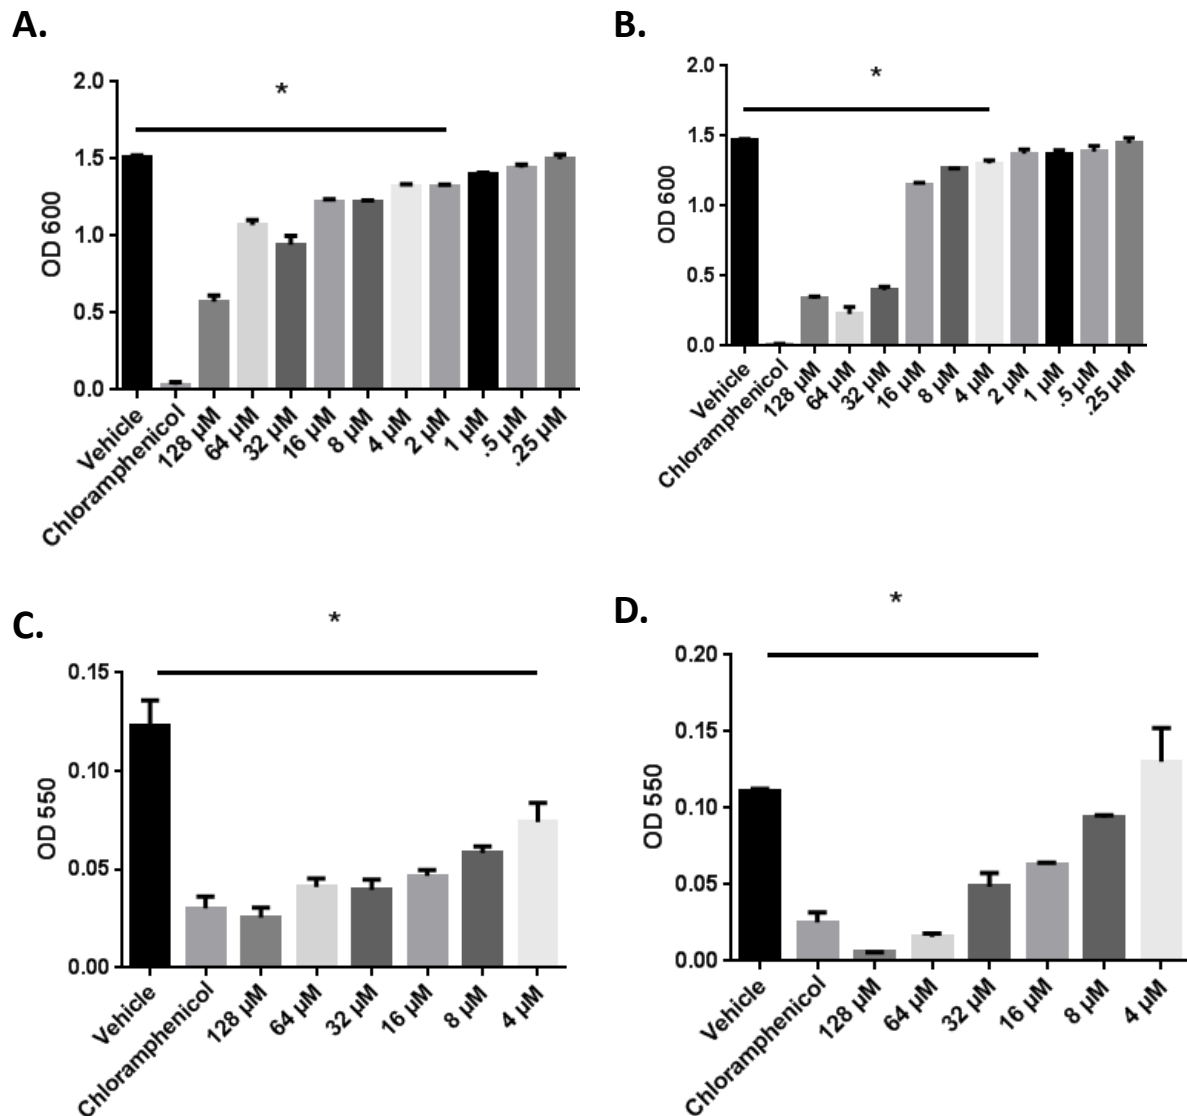 A.
*
2.0
1.5
1.0
0.5
0.0
OD 600
Vehicle
Chloramphenicol
128 µM
64 µM
32 µM
16 µM
8 µM
4 µM
2 µM
1 µM
.5 µM
.25 µM
B.
*
2.0
1.5
1.0
0.5
0.0
OD 600
Vehicle
Chloramphenicol
128 µM
64 µM
32 µM
16 µM
8 µM
4 µM
2 µM
1 µM
.5 µM
.25 µM
C.
*
0.15
0.10
0.05
0.00
OD 550
Vehicle
Chloramphenicol
128 µM
64 µM
32 µM
16 µM
8 µM
4 µM
D.
*
0.20
0.15
0.10
0.05
0.00
OD 550
Vehicle
Chloramphenicol
128 µM
64 µM
32 µM
16 µM
8 µM
4 µM